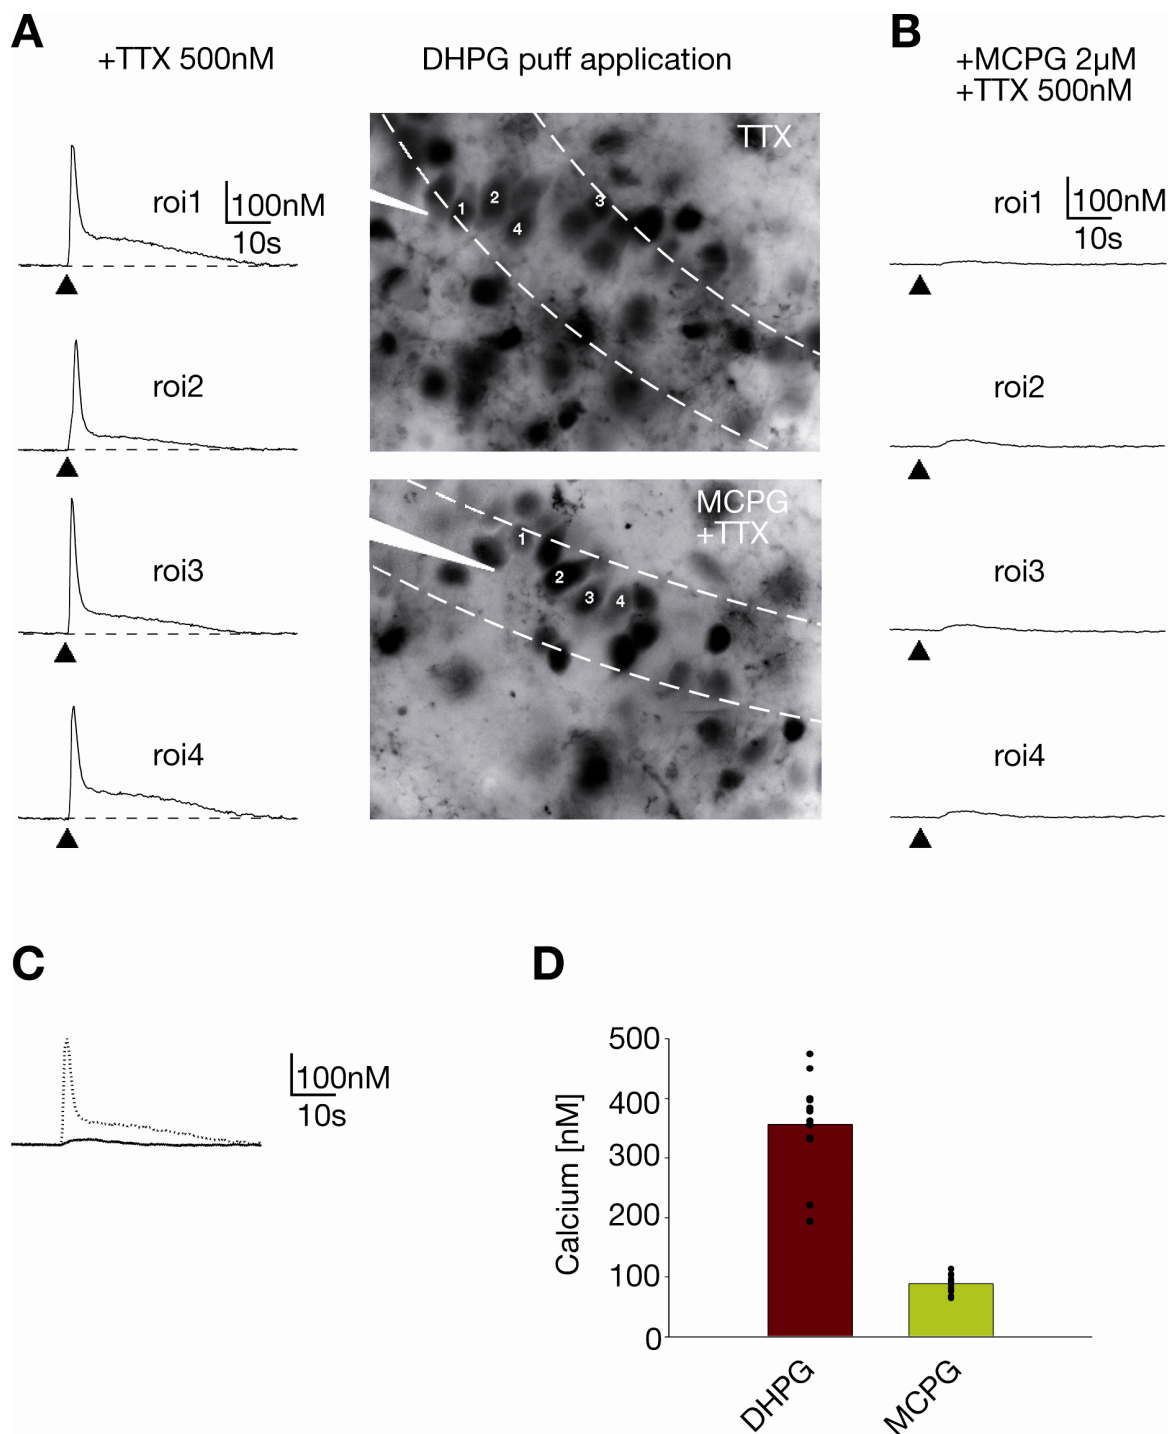 A
+TTX 500nM
DHPG puff application
B
+MCPG 2µM
+TTX 500nM
roi1
100nM
10s
roi2
roi3
roi4
TTX
1
2
3
4
MCPG
+TTX
1
2
3
4
roi1
100nM
10s
roi2
roi3
roi4
C
100nM
10s
D
Calcium [nM]
500
400
300
200
100
0
DHPG
MCPG